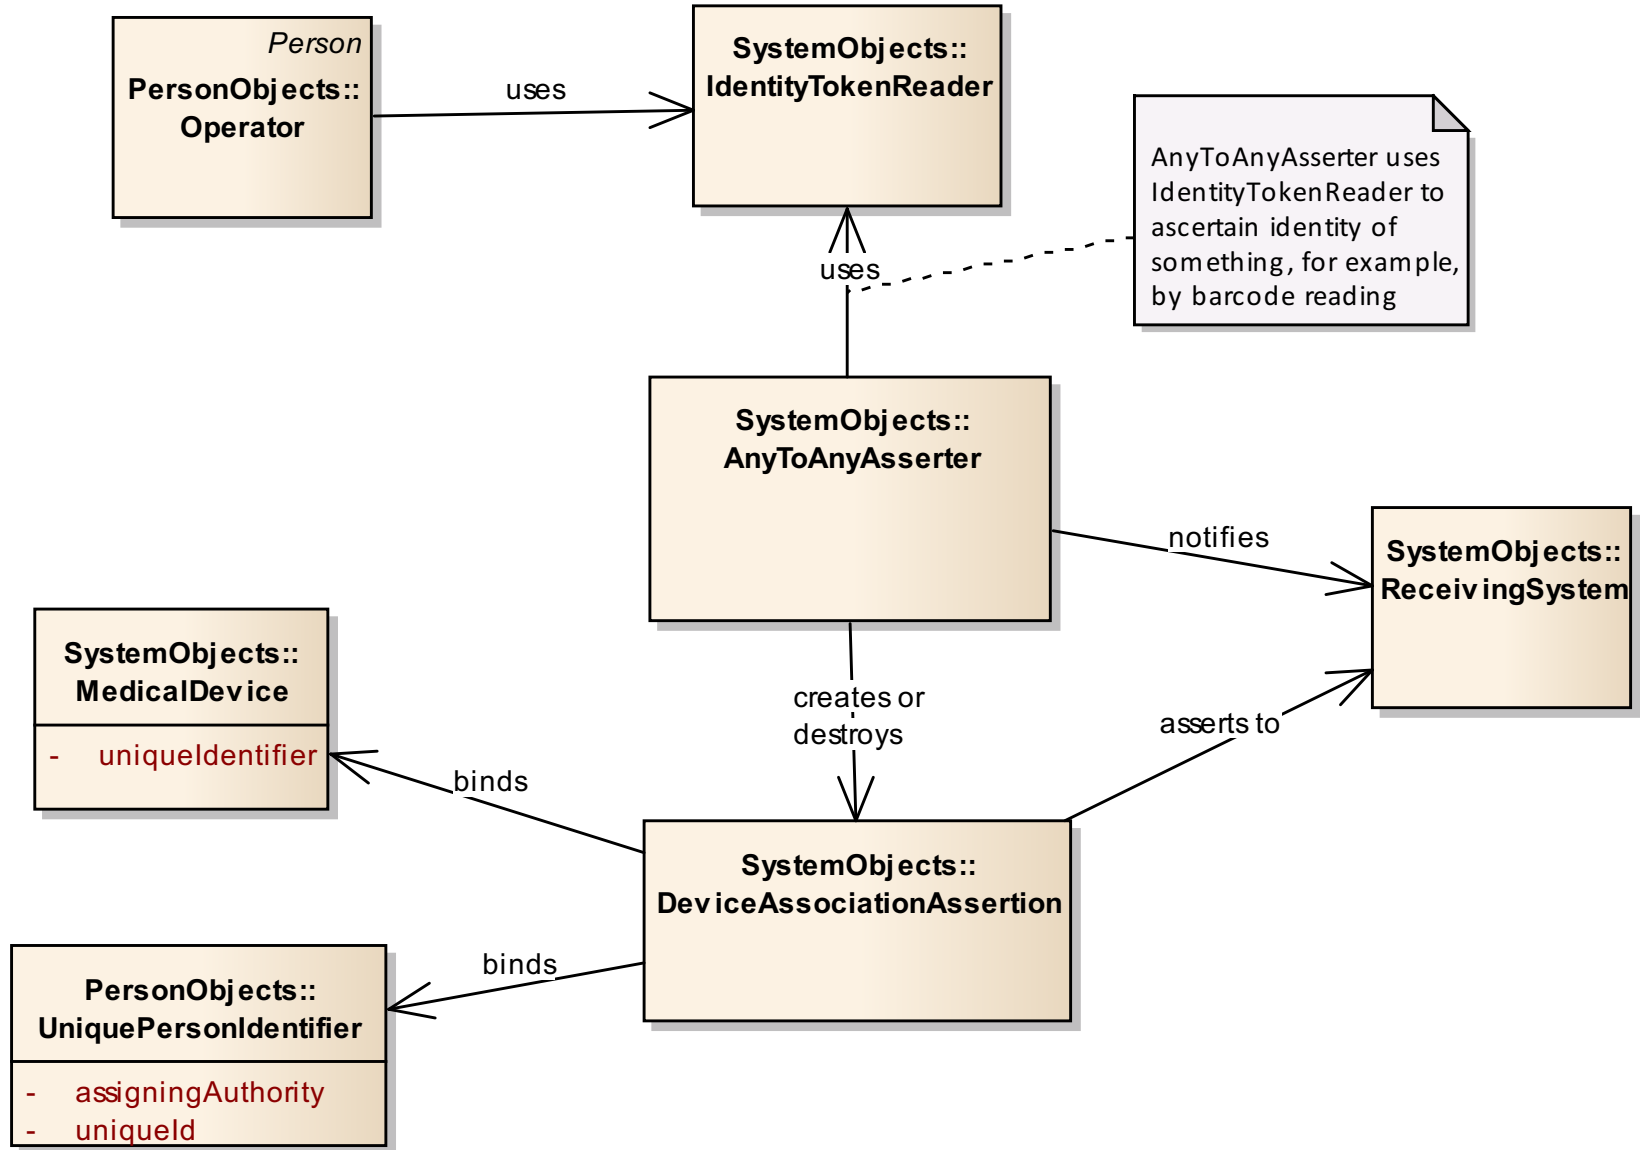 Person
PersonObjects::
Operator
uses
SystemObjects::
IdentityTokenReader
AnyToAnyAsserter uses
IdentityTokenReader to
ascertain identity of
something, for example,
by barcode reading
uses
SystemObjects::
AnyToAnyAsserter
notifies
SystemObjects::
ReceivingSystem
creates or
destroys
asserts to
SystemObjects::
MedicalDevice
- uniqueIdentifier
binds
SystemObjects::
DeviceAssociationAssertion
binds
PersonObjects::
UniquePersonIdentifier
- assigningAuthority
- uniqueId